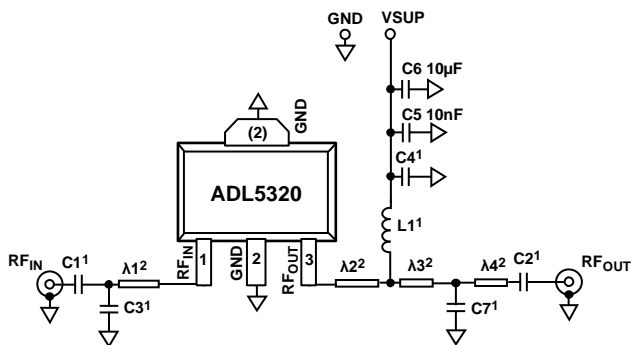 GND VSUP
C6 10µF
C5 10nF
C4¹
L1¹
GND
(2)
ADL5320
RF_IN
1
GND
2
RF_OUT
3
RF_IN
C1¹
λ1²
C3¹
λ2²
λ3²
λ4²
C2¹
C7¹
RF_OUT